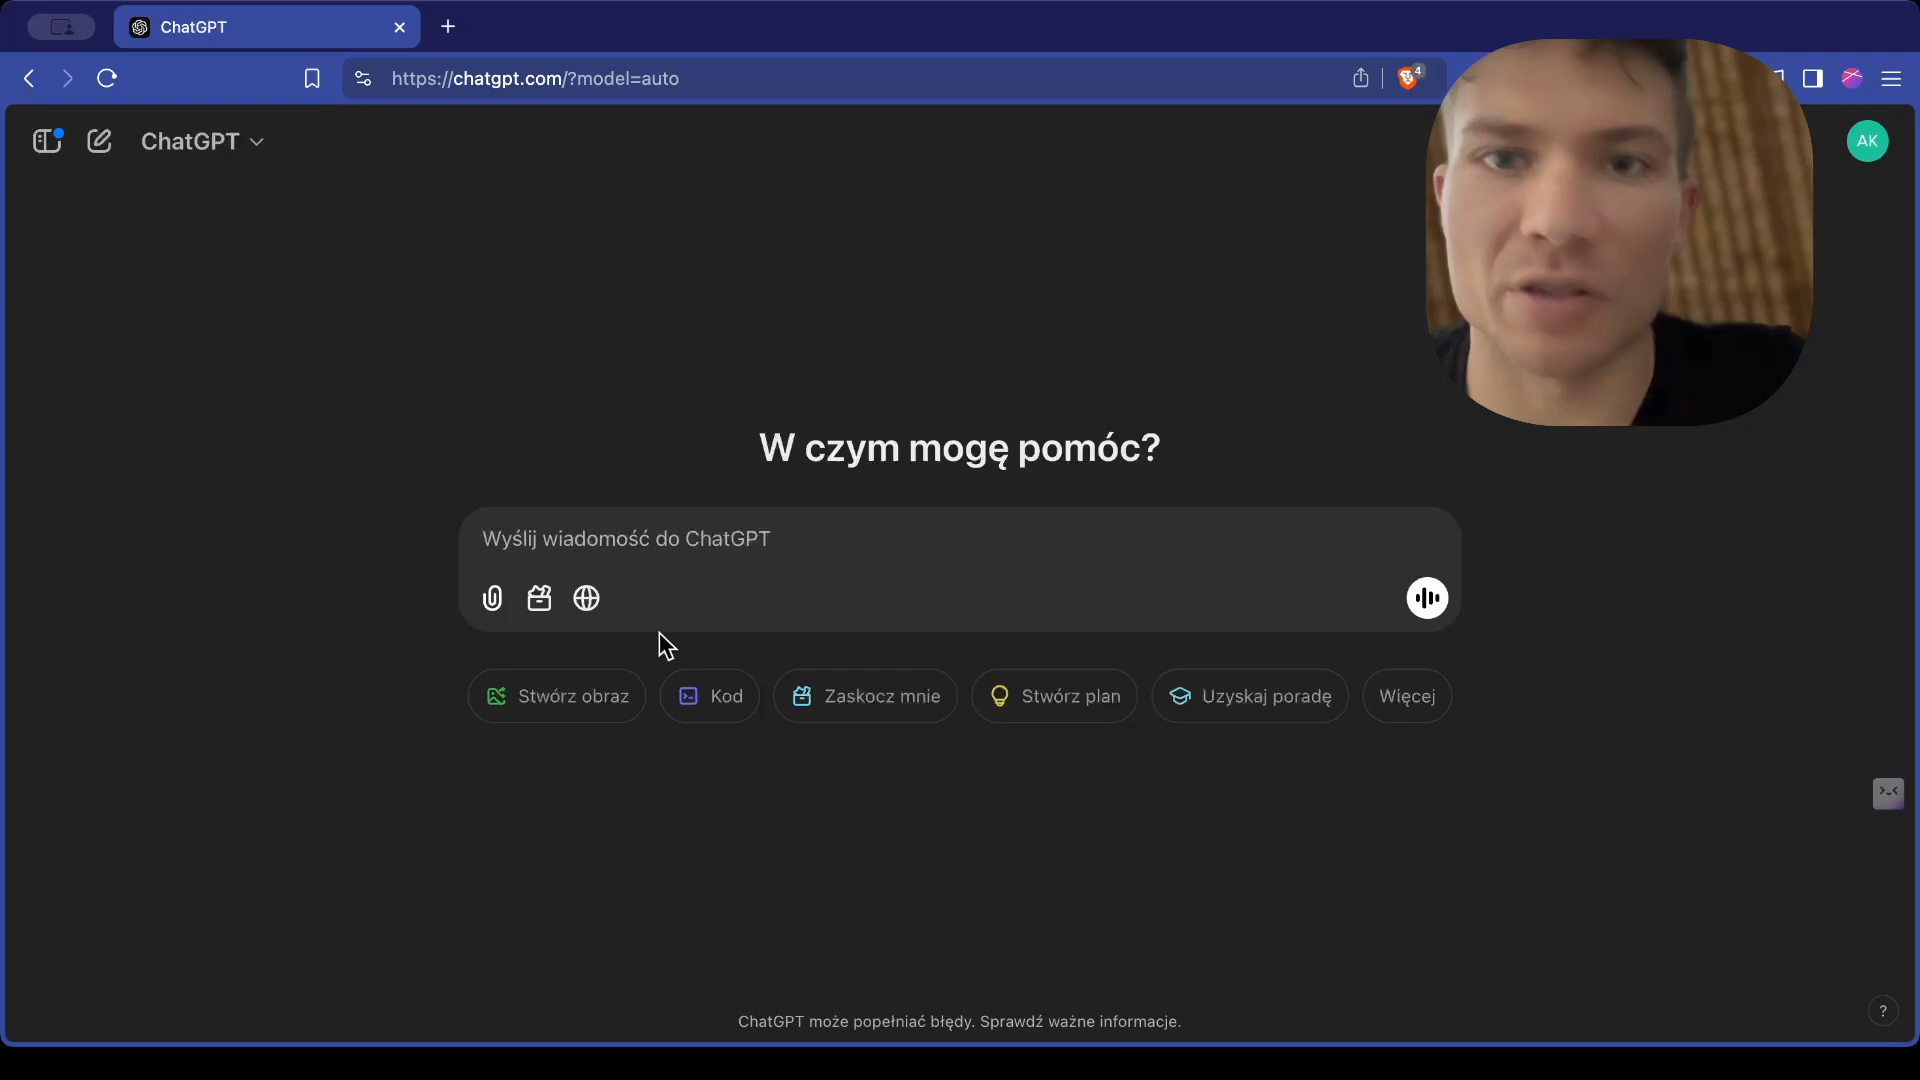 ChatGPT
https://chatgpt.com/?model=auto
4
ChatGPT
AK
W czym mogę pomóc?
Wyślij wiadomość do ChatGPT
Stwórz obraz
Kod
Zaskocz mnie
Stwórz plan
Uzyskaj poradę
Więcej
ChatGPT może popełniać błędy. Sprawdź ważne informacje.
?